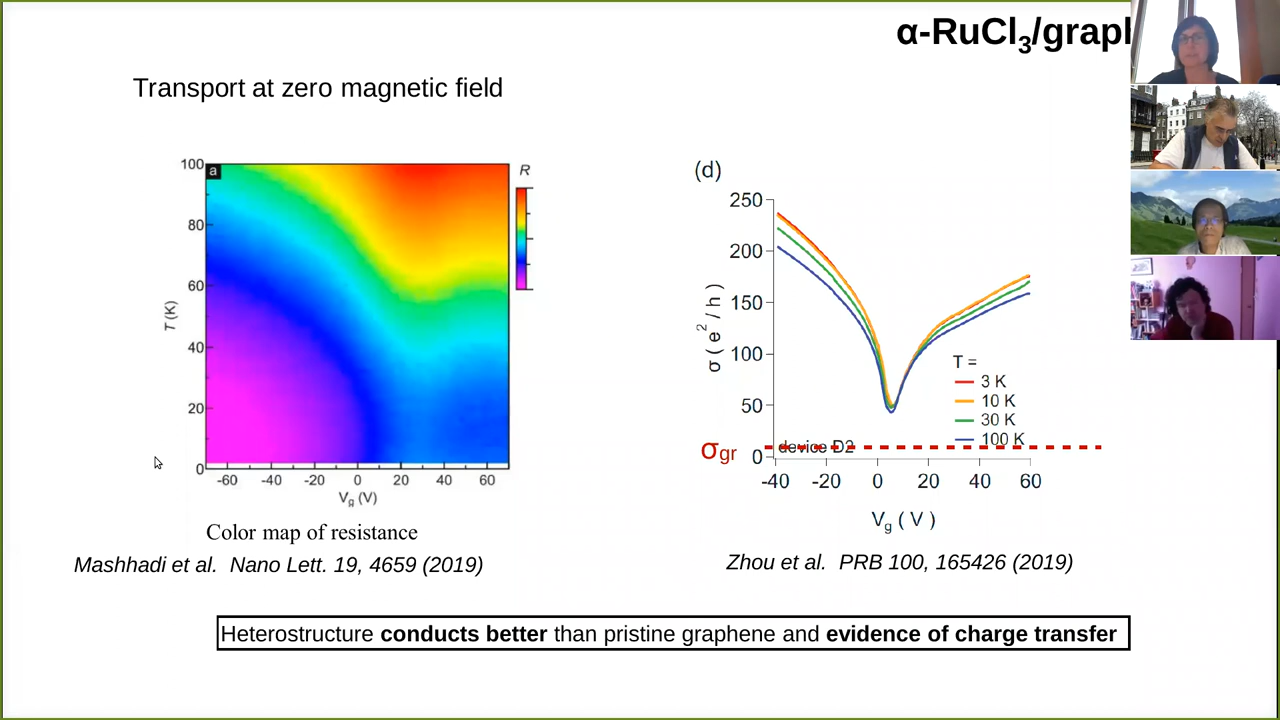 α-RuCl3/graph
Transport at zero magnetic field
a
R
100
80
60
40
20
0
T (K)
-60 -40 -20 0 20 40 60
Vg (V)
Color map of resistance
Mashhadi et al. Nano Lett. 19, 4659 (2019)
(d)
250
200
150
100
50
0
σ ( e2 / h )
T =
3 K
10 K
30 K
100 K
device D2
σgr
-40 -20 0 20 40 60
Vg ( V )
Zhou et al. PRB 100, 165426 (2019)
Heterostructure conducts better than pristine graphene and evidence of charge transfer